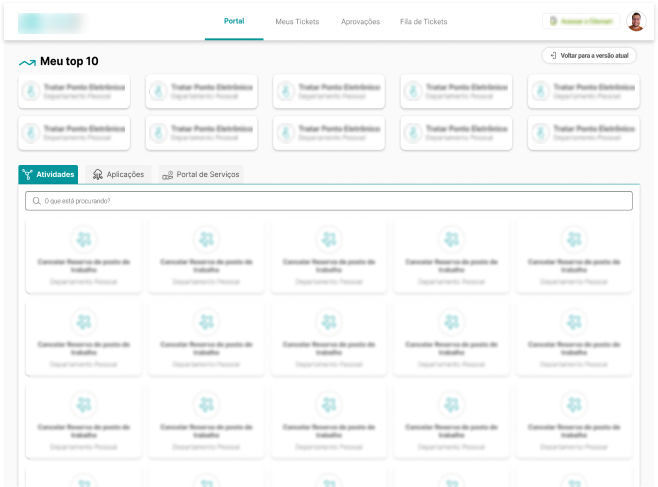 Portal
Meus Tickets
Aprovações
Fila de Tickets
Voltar para a versão atual
Meu top 10
Tratar Ponto Eletrônico
Departamento Pessoal
Tratar Ponto Eletrônico
Departamento Pessoal
Tratar Ponto Eletrônico
Departamento Pessoal
Tratar Ponto Eletrônico
Departamento Pessoal
Tratar Ponto Eletrônico
Departamento Pessoal
Tratar Ponto Eletrônico
Departamento Pessoal
Tratar Ponto Eletrônico
Departamento Pessoal
Tratar Ponto Eletrônico
Departamento Pessoal
Tratar Ponto Eletrônico
Departamento Pessoal
Tratar Ponto Eletrônico
Departamento Pessoal
Atividades
Aplicações
Portal de Serviços
O que está procurando?
Cancelar Reserva de posto de
trabalho
Departamento Pessoal
Cancelar Reserva de posto de
trabalho
Departamento Pessoal
Cancelar Reserva de posto de
trabalho
Departamento Pessoal
Cancelar Reserva de posto de
trabalho
Departamento Pessoal
Cancelar Reserva de posto de
trabalho
Departamento Pessoal
Cancelar Reserva de posto de
trabalho
Departamento Pessoal
Cancelar Reserva de posto de
trabalho
Departamento Pessoal
Cancelar Reserva de posto de
trabalho
Departamento Pessoal
Cancelar Reserva de posto de
trabalho
Departamento Pessoal
Cancelar Reserva de posto de
trabalho
Departamento Pessoal
Cancelar Reserva de posto de
trabalho
Departamento Pessoal
Cancelar Reserva de posto de
trabalho
Departamento Pessoal
Cancelar Reserva de posto de
trabalho
Departamento Pessoal
Cancelar Reserva de posto de
trabalho
Departamento Pessoal
Cancelar Reserva de posto de
trabalho
Departamento Pessoal